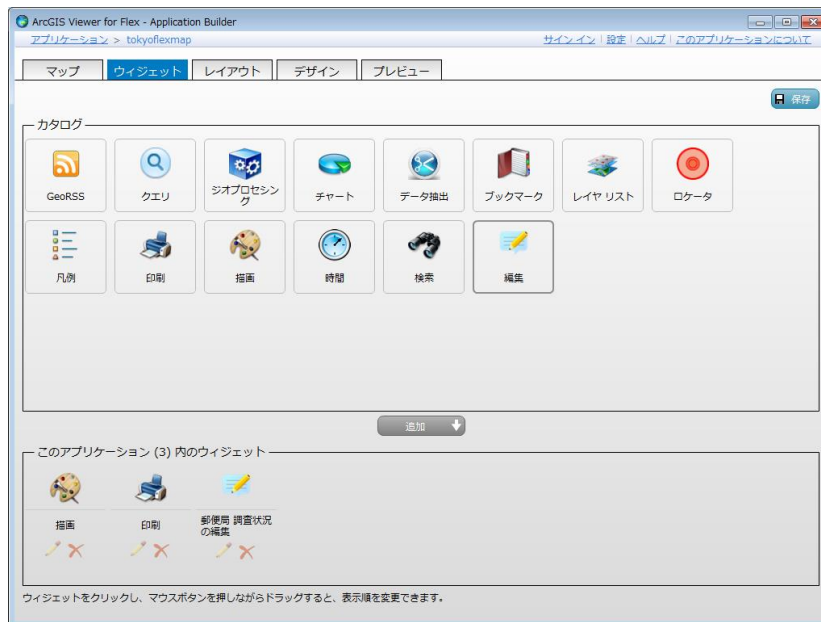 ArcGIS Viewer for Flex - Application Builder
アプリケーション > tokyoflexmap
サイン イン | 設定 | ヘルプ | このアプリケーションについて
マップ ウィジェット レイアウト デザイン プレビュー
保存
カタログ
GeoRSS クエリ ジオプロセシン チャート データ抽出 ブックマーク レイヤ リスト ロケータ
グ
凡例 印刷 描画 時間 検索 編集
追加
このアプリケーション (3) 内のウィジェット
描画 印刷 郵便局 調査状況
の編集
ウィジェットをクリックし、マウスボタンを押しながらドラッグすると、表示順を変更できます。